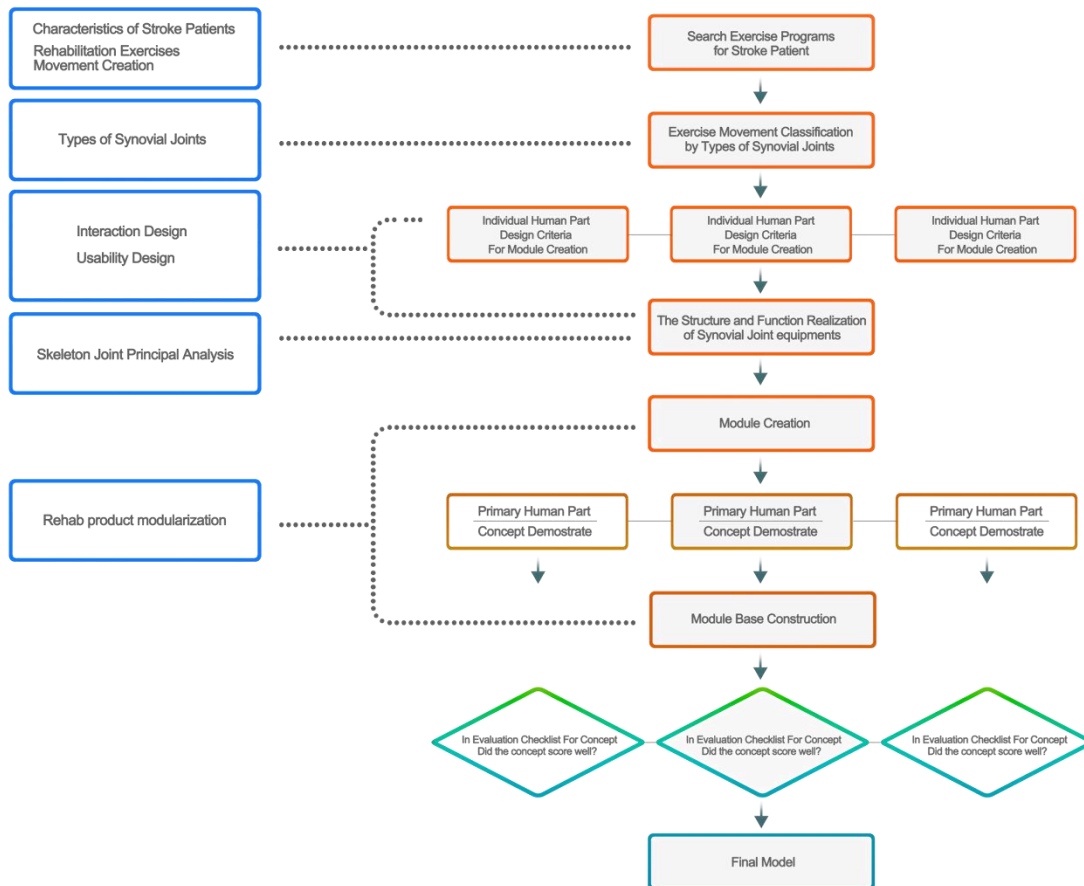 Characteristics of Stroke Patients
Rehabilitation Exercises
Movement Creation
Search Exercise Programs
for Stroke Patient
Types of Synovial Joints
Exercise Movement Classification
by Types of Synovial Joints
Interaction Design
Usability Design
Individual Human Part
Design Criteria
For Module Creation
Individual Human Part
Design Criteria
For Module Creation
Individual Human Part
Design Criteria
For Module Creation
Skeleton Joint Principal Analysis
The Structure and Function Realization
of Synovial Joint equipments
Module Creation
Rehab product modularization
Primary Human Part
Concept Demostrate
Primary Human Part
Concept Demostrate
Primary Human Part
Concept Demostrate
Module Base Construction
In Evaluation Checklist For Concept
Did the concept score well?
In Evaluation Checklist For Concept
Did the concept score well?
In Evaluation Checklist For Concept
Did the concept score well?
Final Model